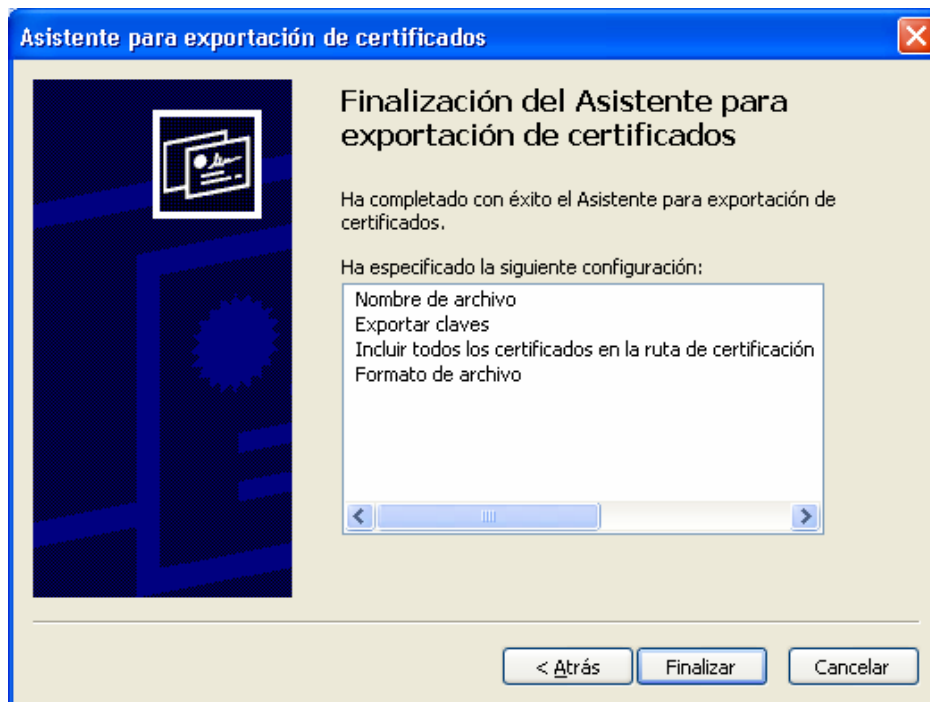 Asistente para exportación de certificados
Finalización del Asistente para
exportación de certificados
Ha completado con éxito el Asistente para exportación de
certificados.
Ha especificado la siguiente configuración:
Nombre de archivo
Exportar claves
Incluir todos los certificados en la ruta de certificación
Formato de archivo
< Atrás
Finalizar
Cancelar